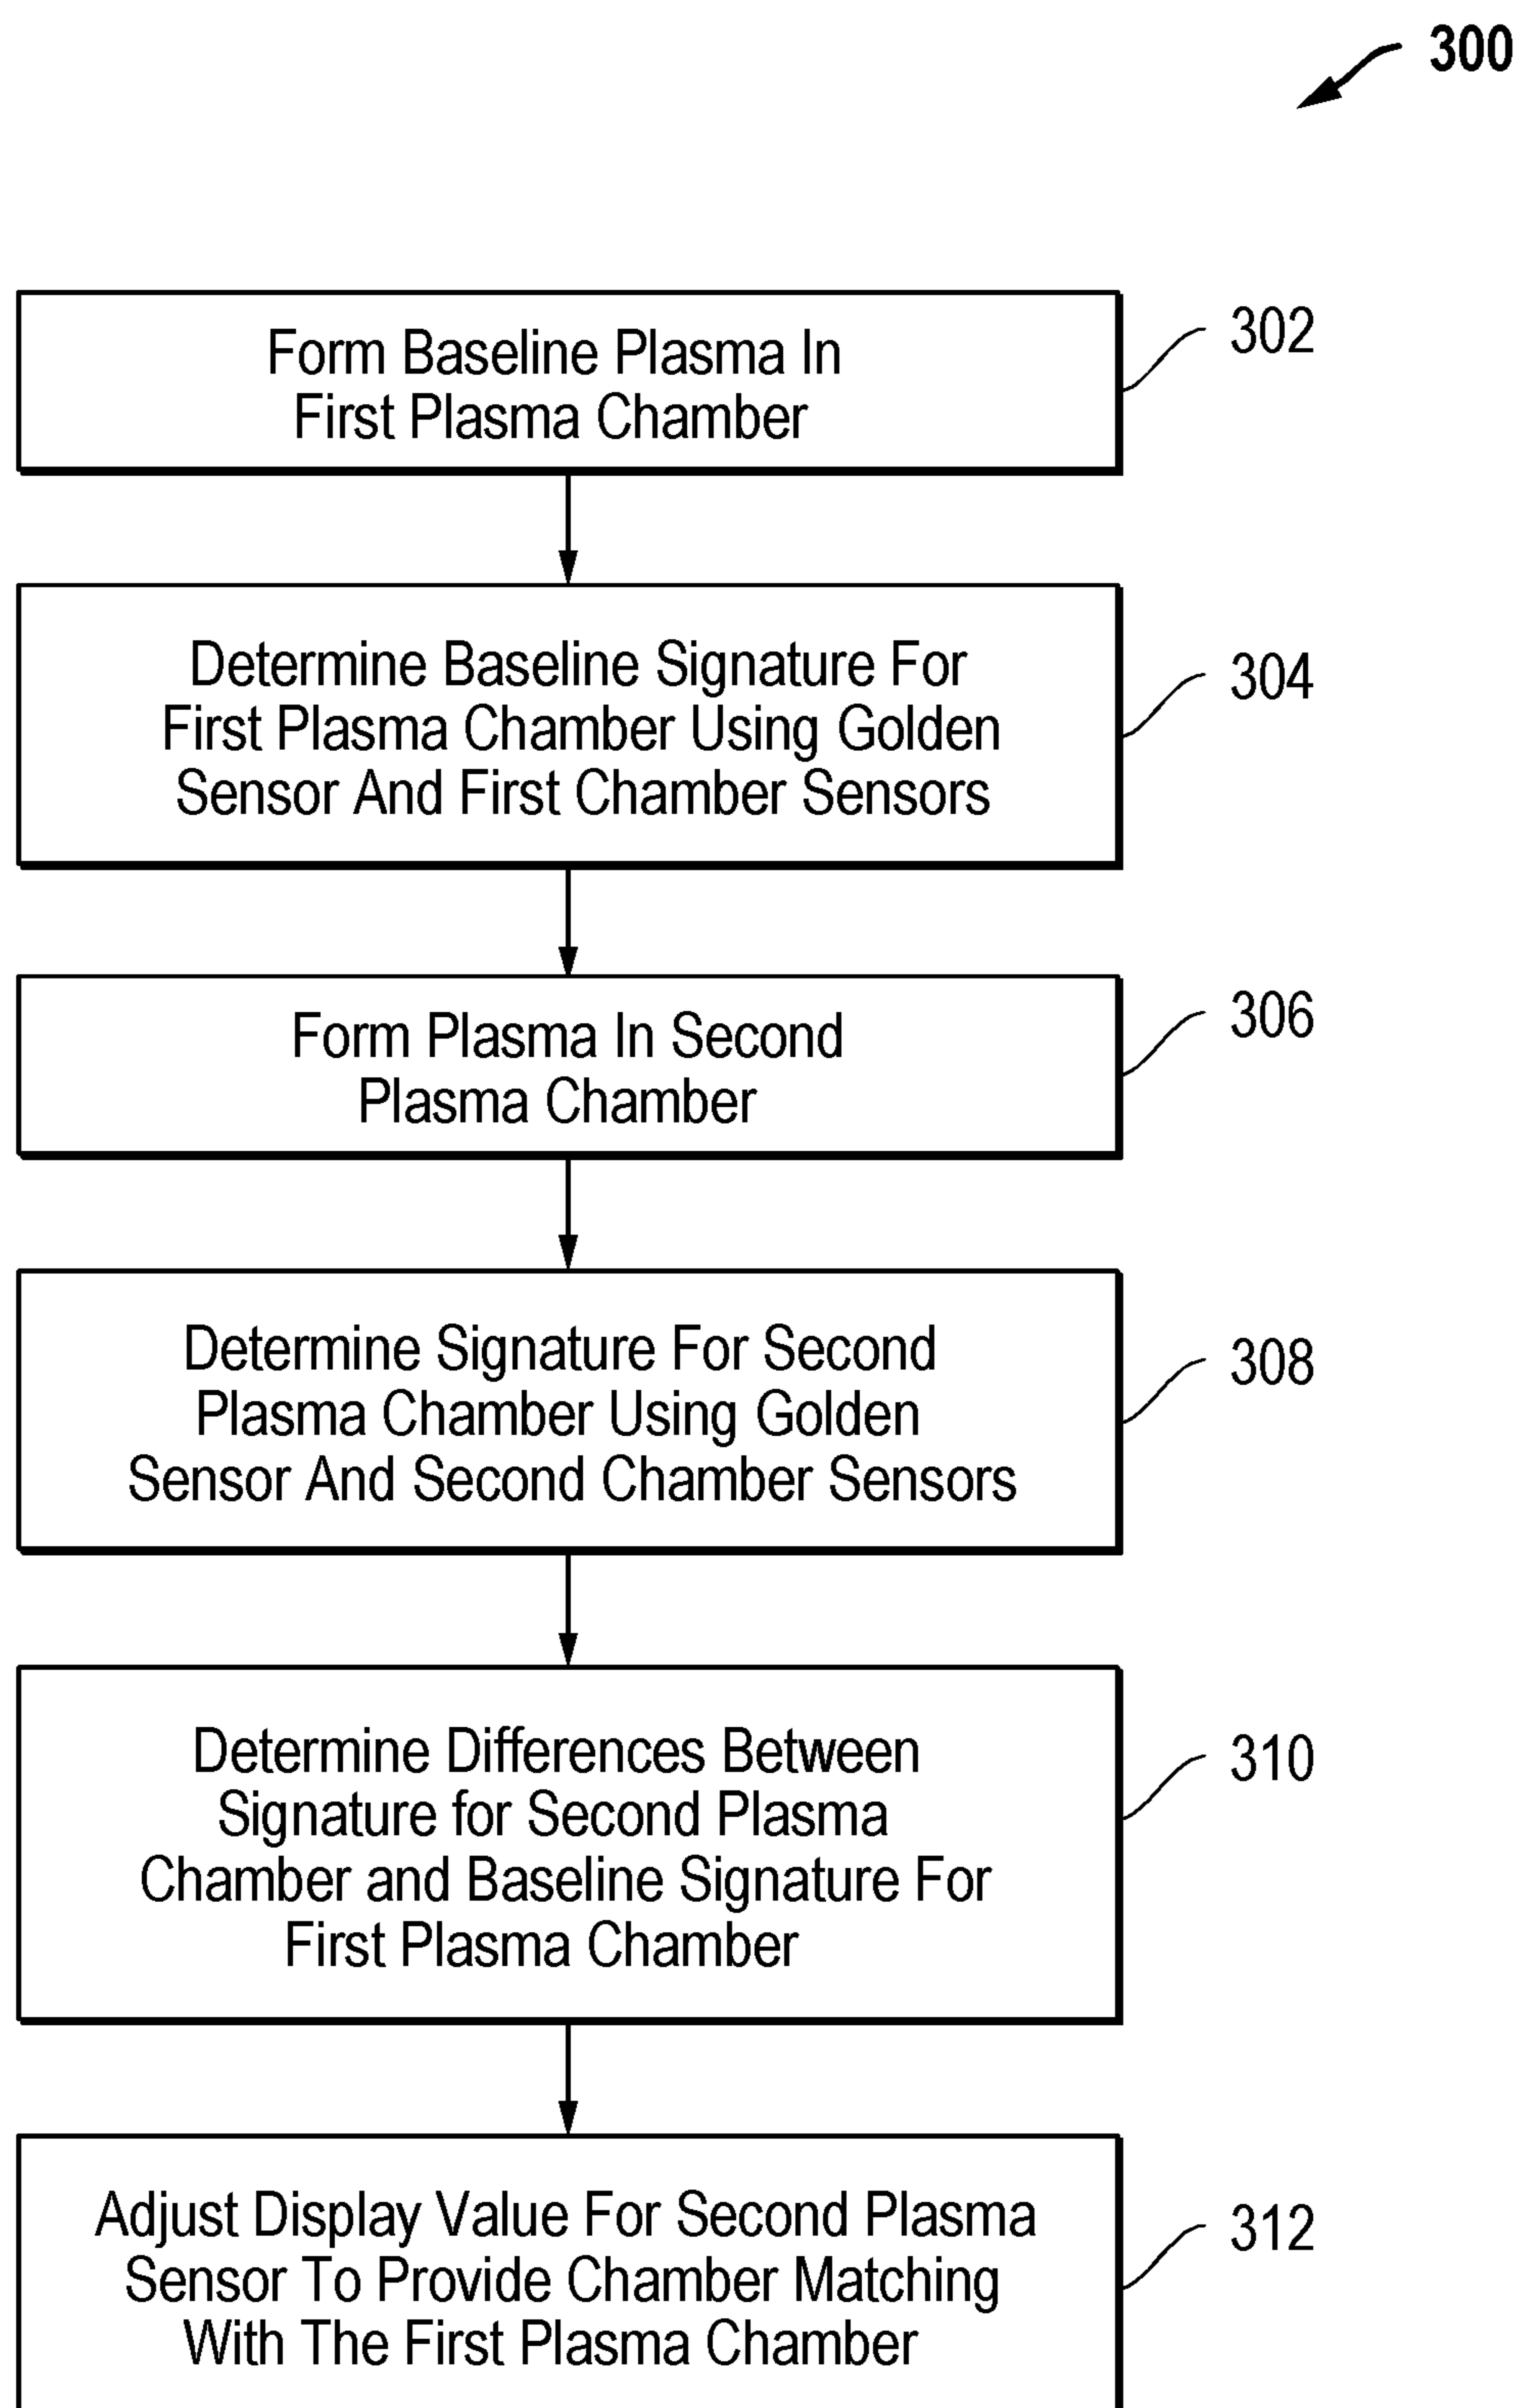 300
Form Baseline Plasma In
First Plasma Chamber
302
Determine Baseline Signature For
First Plasma Chamber Using Golden
Sensor And First Chamber Sensors
304
Form Plasma In Second
Plasma Chamber
306
Determine Signature For Second
Plasma Chamber Using Golden
Sensor And Second Chamber Sensors
308
Determine Differences Between
Signature for Second Plasma
Chamber and Baseline Signature For
First Plasma Chamber
310
Adjust Display Value For Second Plasma
Sensor To Provide Chamber Matching
With The First Plasma Chamber
312